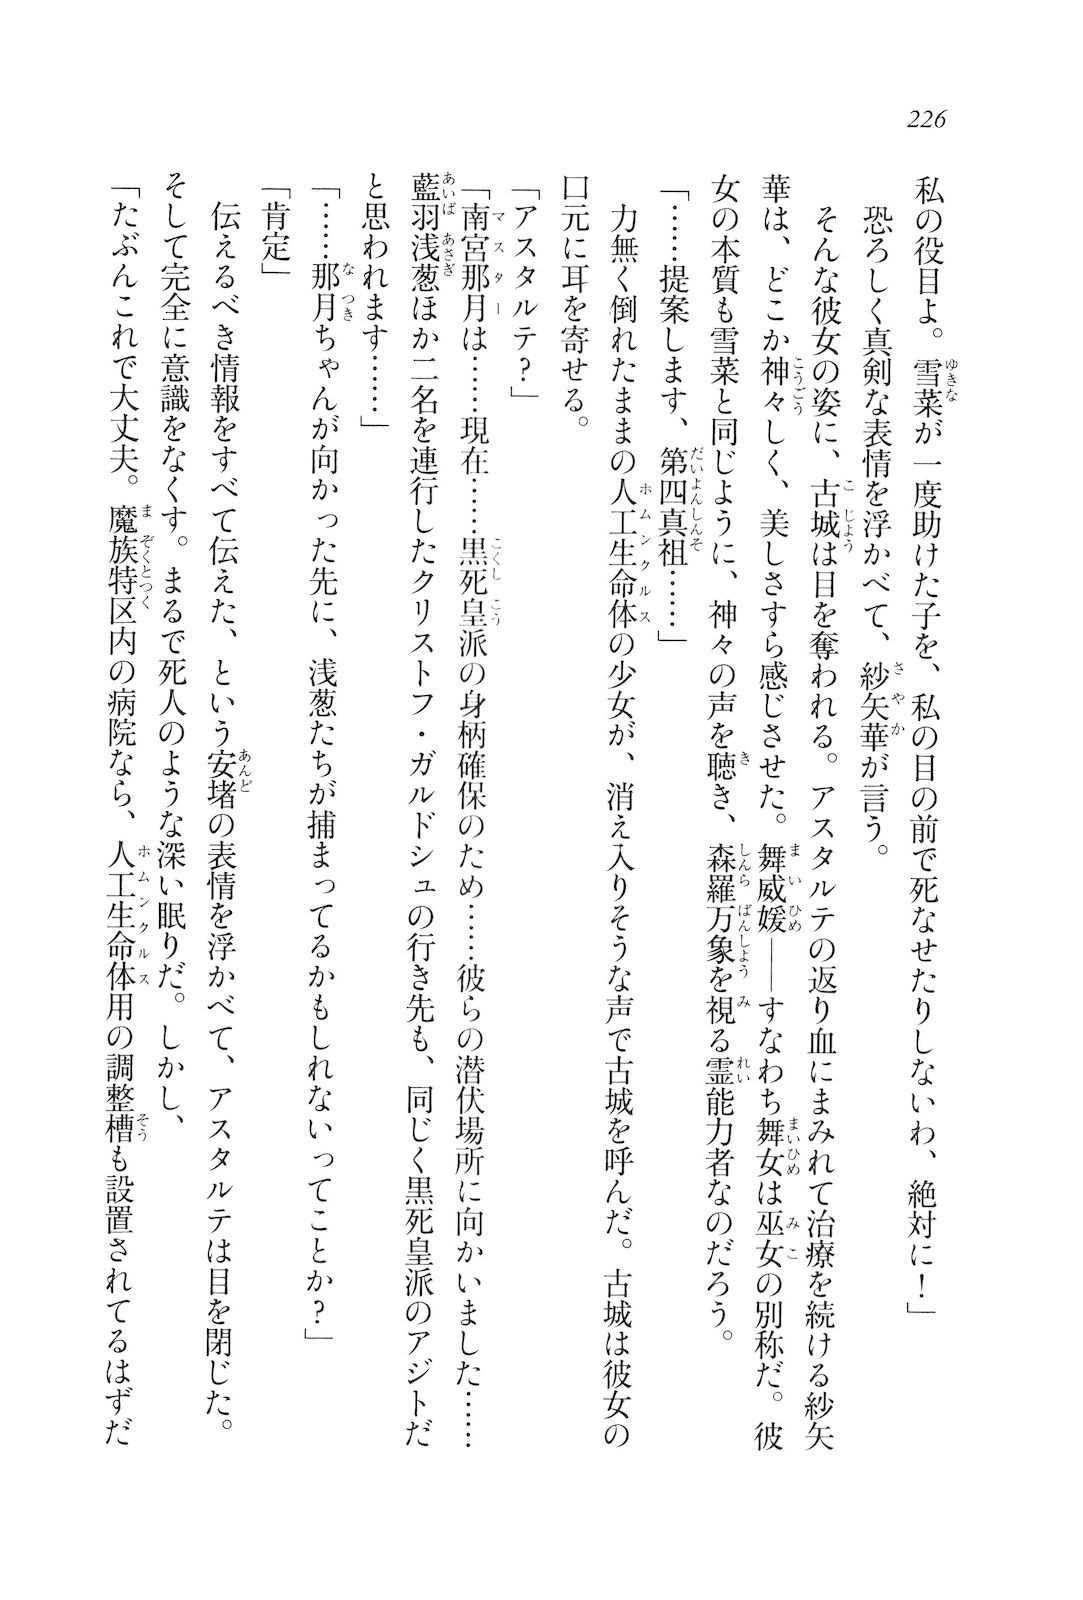 226
私の役目よ。雪菜が一度助けた子を、私の目の前で死なせたりしないわ、絶対に！」
恐ろしく真剣な表情を浮かべて、紗矢華が言う。
そんな彼女の姿に、古城は目を奪われる。アスタルテの返り血にまみれて治療を続ける紗矢
華は、どこか神々しく、美しさすら感じさせた。舞威媛――すなわち舞女は巫女の別称だ。彼
女の本質も雪菜と同じように、神々の声を聴き、森羅万象を視る霊能力者なのだろう。
「……提案します、第四真祖……」
力無く倒れたままの人工生命体の少女が、消え入りそうな声で古城を呼んだ。古城は彼女の
口元に耳を寄せる。
「アスタルテ？」
「南宮那月は……現在……黒死皇派の身柄確保のため……彼らの潜伏場所に向かいました……
藍羽浅葱ほか二名を連行したクリストフ・ガルドシュの行き先も、同じく黒死皇派のアジトだ
と思われます……」
「……那月ちゃんが向かった先に、浅葱たちが捕まってるかもしれないってことか？」
「肯定」
伝えるべき情報をすべて伝えた、という安堵の表情を浮かべて、アスタルテは目を閉じた。
そして完全に意識をなくす。まるで死人のような深い眠りだ。しかし、
「たぶんこれで大丈夫。魔族特区内の病院なら、人工生命体用の調整槽も設置されてるはずだ